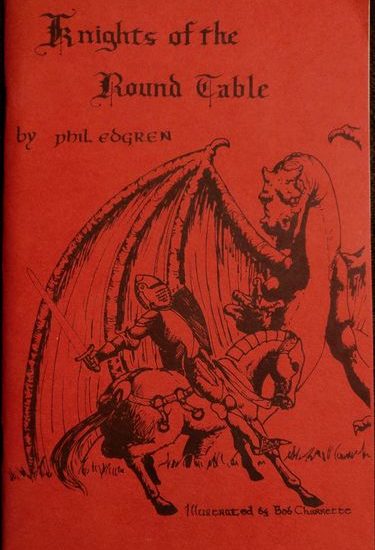 Knights of the
Round Table
by phil edgren
Illustrated by Bob Charrette